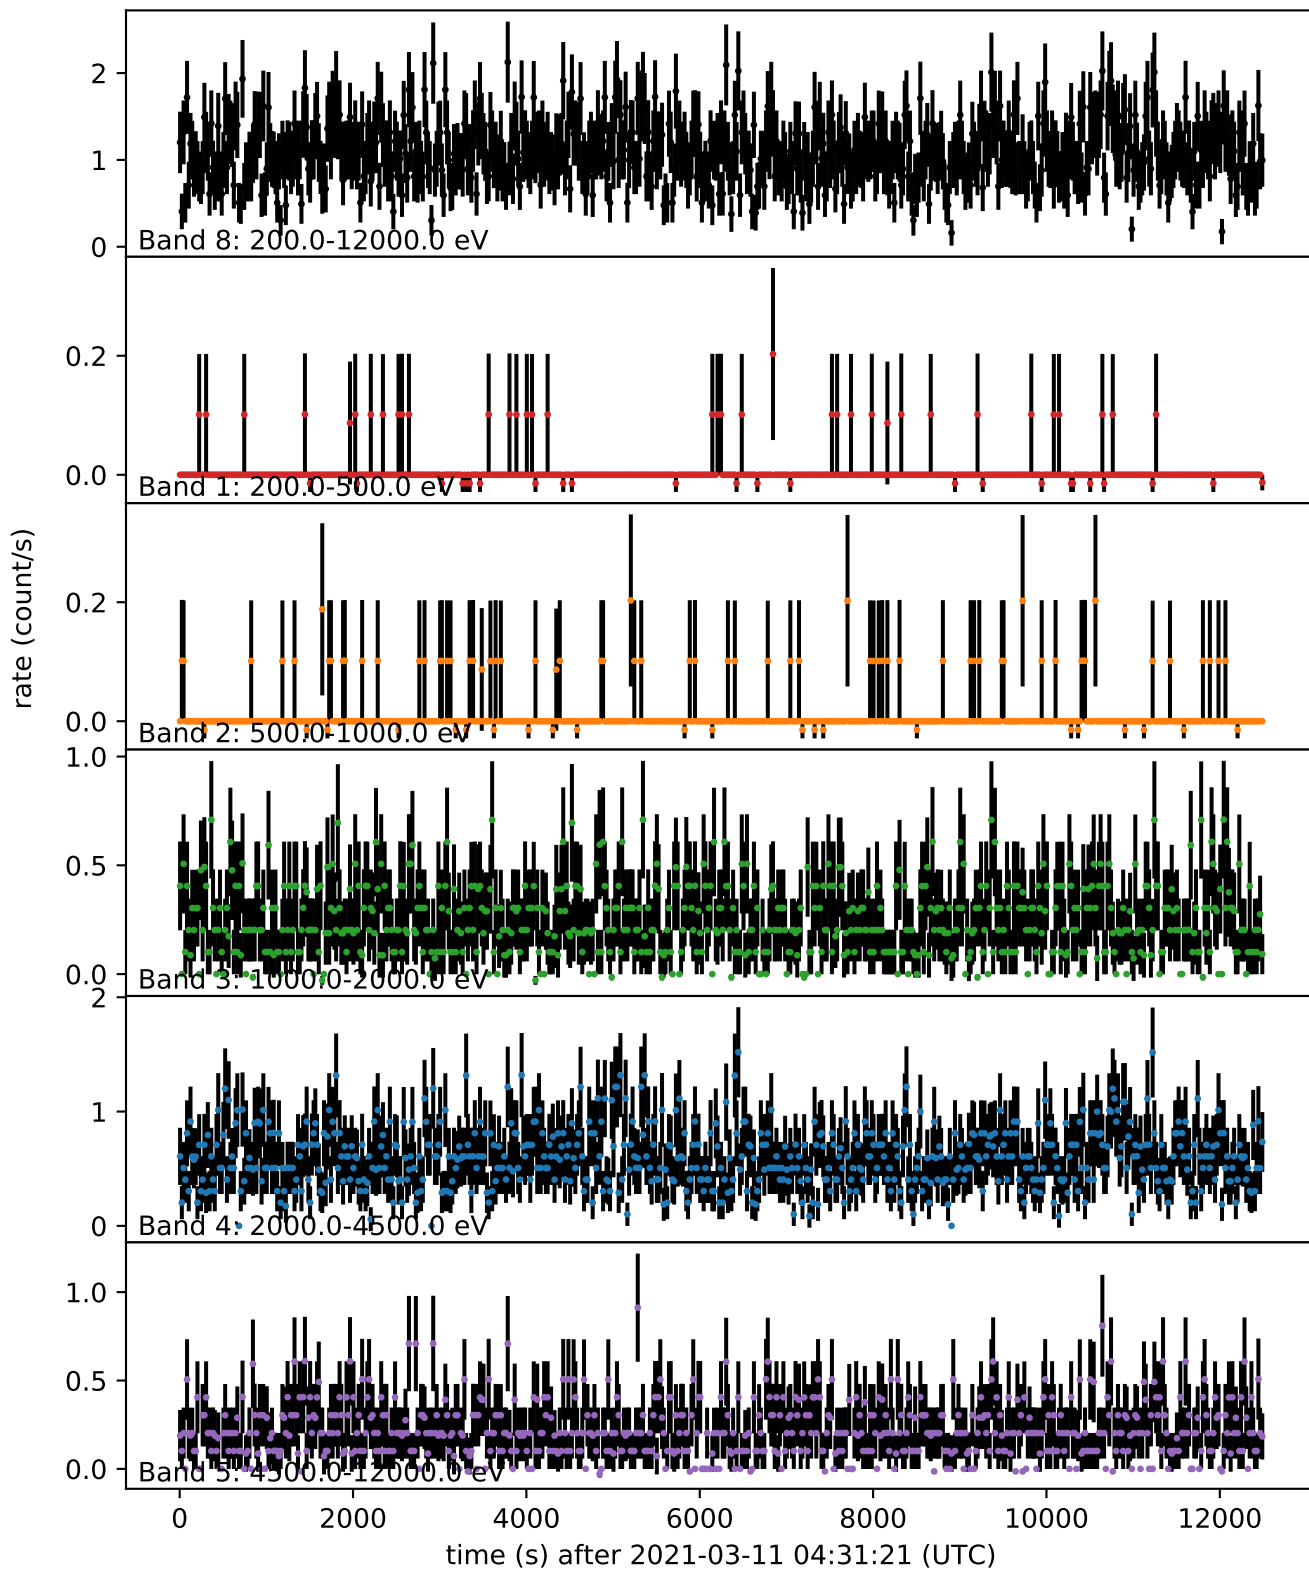 2
1
0
Band 8: 200.0-12000.0 eV
0.2
0.0
Band 1: 200.0-500.0 eV
0.2
0.0
Band 2: 500.0-1000.0 eV
rate (count/s)
1.0
0.5
0.0
Band 3: 1000.0-2000.0 eV
2
1
0
Band 4: 2000.0-4500.0 eV
1.0
0.5
0.0
Band 5: 4500.0-12000.0 eV
0 2000 4000 6000 8000 10000 12000
time (s) after 2021-03-11 04:31:21 (UTC)